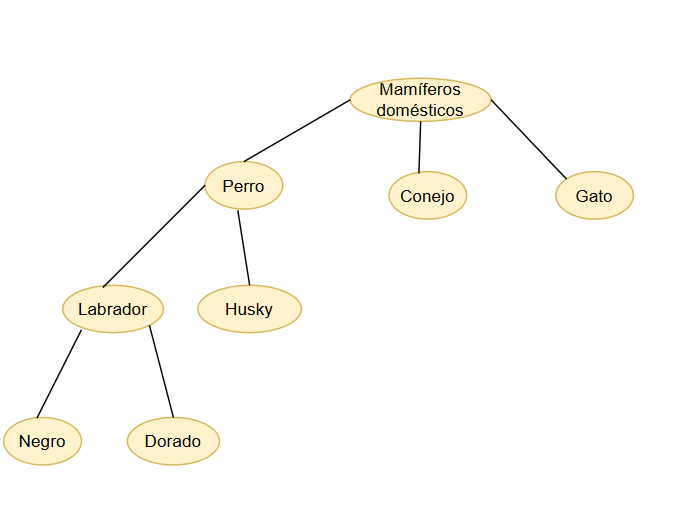 Mamíferos
domésticos
Perro
Conejo
Gato
Labrador
Husky
Negro
Dorado